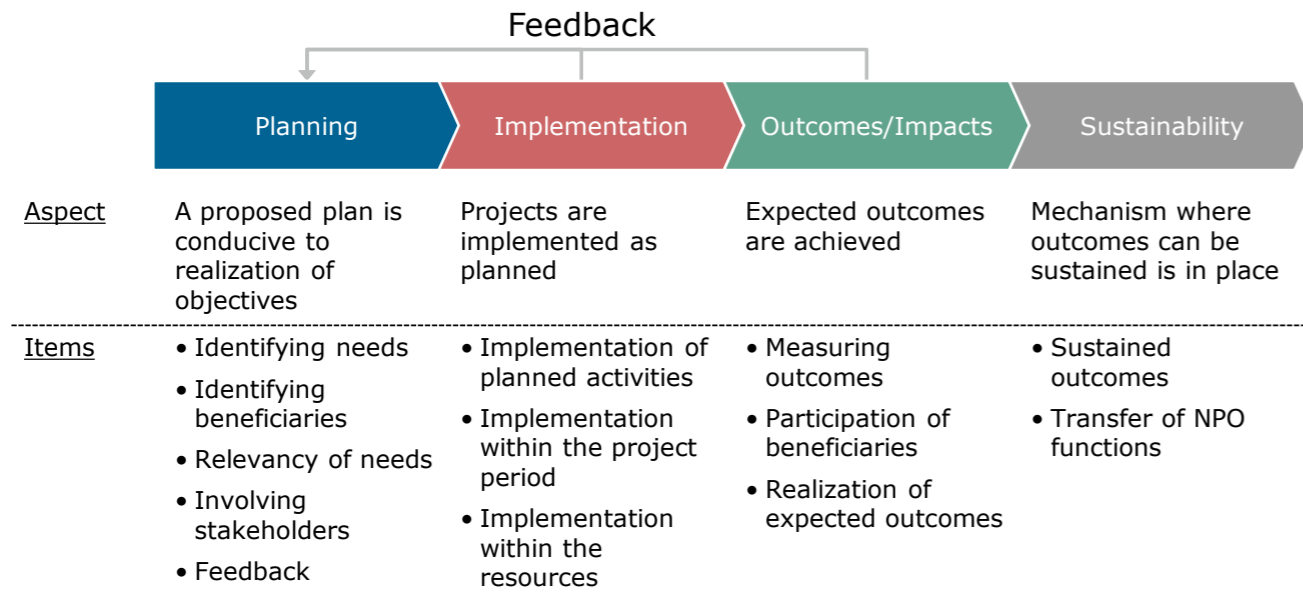 Feedback
Planning
Implementation
Outcomes/Impacts
Sustainability
Aspect
A proposed plan is
conducive to
realization of
objectives
Projects are
implemented as
planned
Expected outcomes
are achieved
Mechanism where
outcomes can be
sustained is in place
Items
• Identifying needs
• Identifying
beneficiaries
• Relevancy of needs
• Involving
stakeholders
• Feedback
• Implementation of
planned activities
• Implementation
within the project
period
• Implementation
within the
resources
• Measuring
outcomes
• Participation of
beneficiaries
• Realization of
expected outcomes
• Sustained
outcomes
• Transfer of NPO
functions